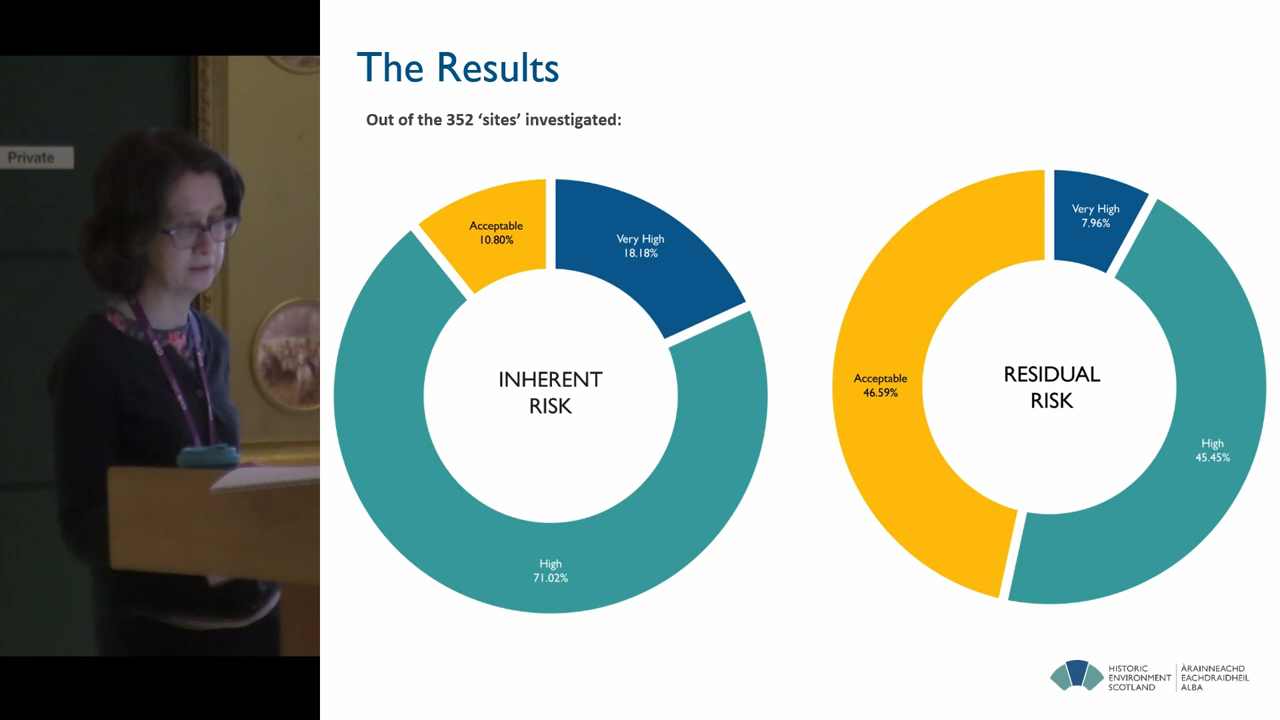 Private
The Results
Out of the 352 ‘sites’ investigated:
Acceptable
10.80%
Very High
18.18%
High
71.02%
INHERENT
RISK
Very High
7.96%
Acceptable
46.59%
High
45.45%
RESIDUAL
RISK
HISTORIC
ENVIRONMENT
SCOTLAND
ÀRAINNEACHD
EACHDRAIDHEIL
ALBA